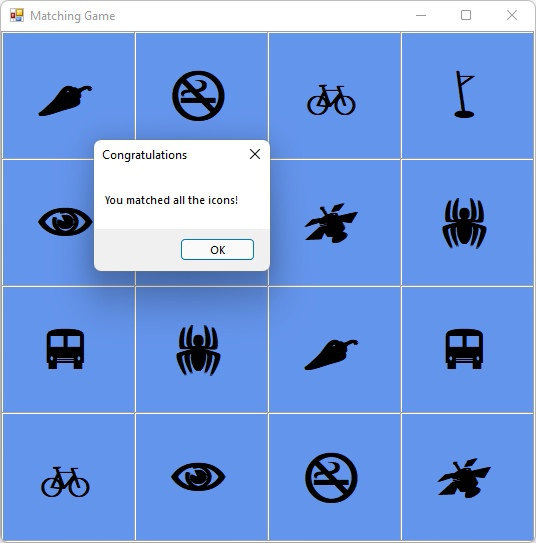 Matching Game
Congratulations
You matched all the icons!
OK